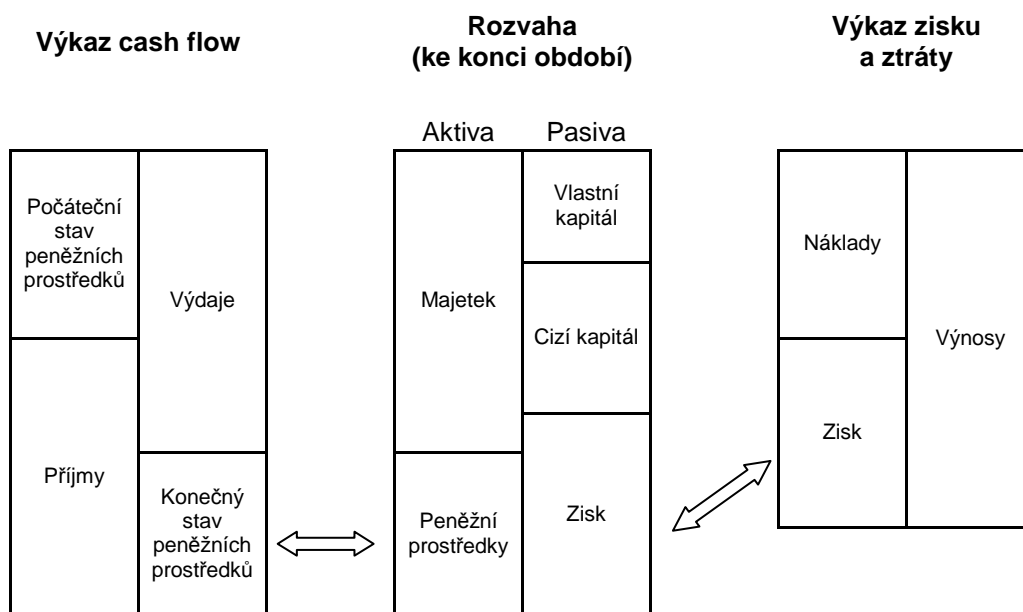 Výkaz cash flow
Rozvaha
(ke konci období)
Výkaz zisku
a ztráty
Aktiva
Pasiva
Počáteční
stav
peněžních
prostředků
Výdaje
Příjmy
Konečný
stav
peněžních
prostředků
Majetek
Peněžní
prostředky
Vlastní
kapitál
Cizí kapitál
Zisk
Náklady
Zisk
Výnosy